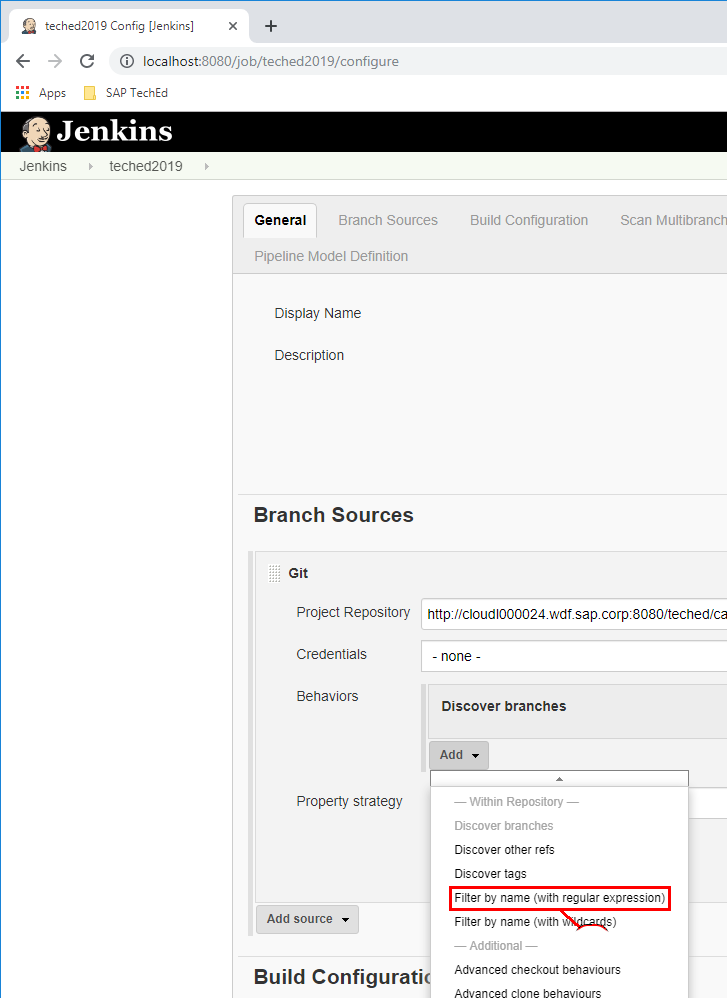 teched2019 Config [Jenkins]
localhost:8080/job/teched2019/configure
Apps SAP TechEd
Jenkins
Jenkins teched2019
General Branch Sources Build Configuration Scan Multibranch
Pipeline Model Definition
Display Name
Description
Branch Sources
Git
Project Repository http://cloudl000024.wdf.sap.corp:8080/teched/ca
Credentials - none -
Behaviors
Discover branches
Add
Property strategy
— Within Repository —
Discover branches
Discover other refs
Discover tags
Filter by name (with regular expression)
Filter by name (with wildcards)
Add source
— Additional —
Advanced checkout behaviours
Build Configuratio
Advanced clone behaviours